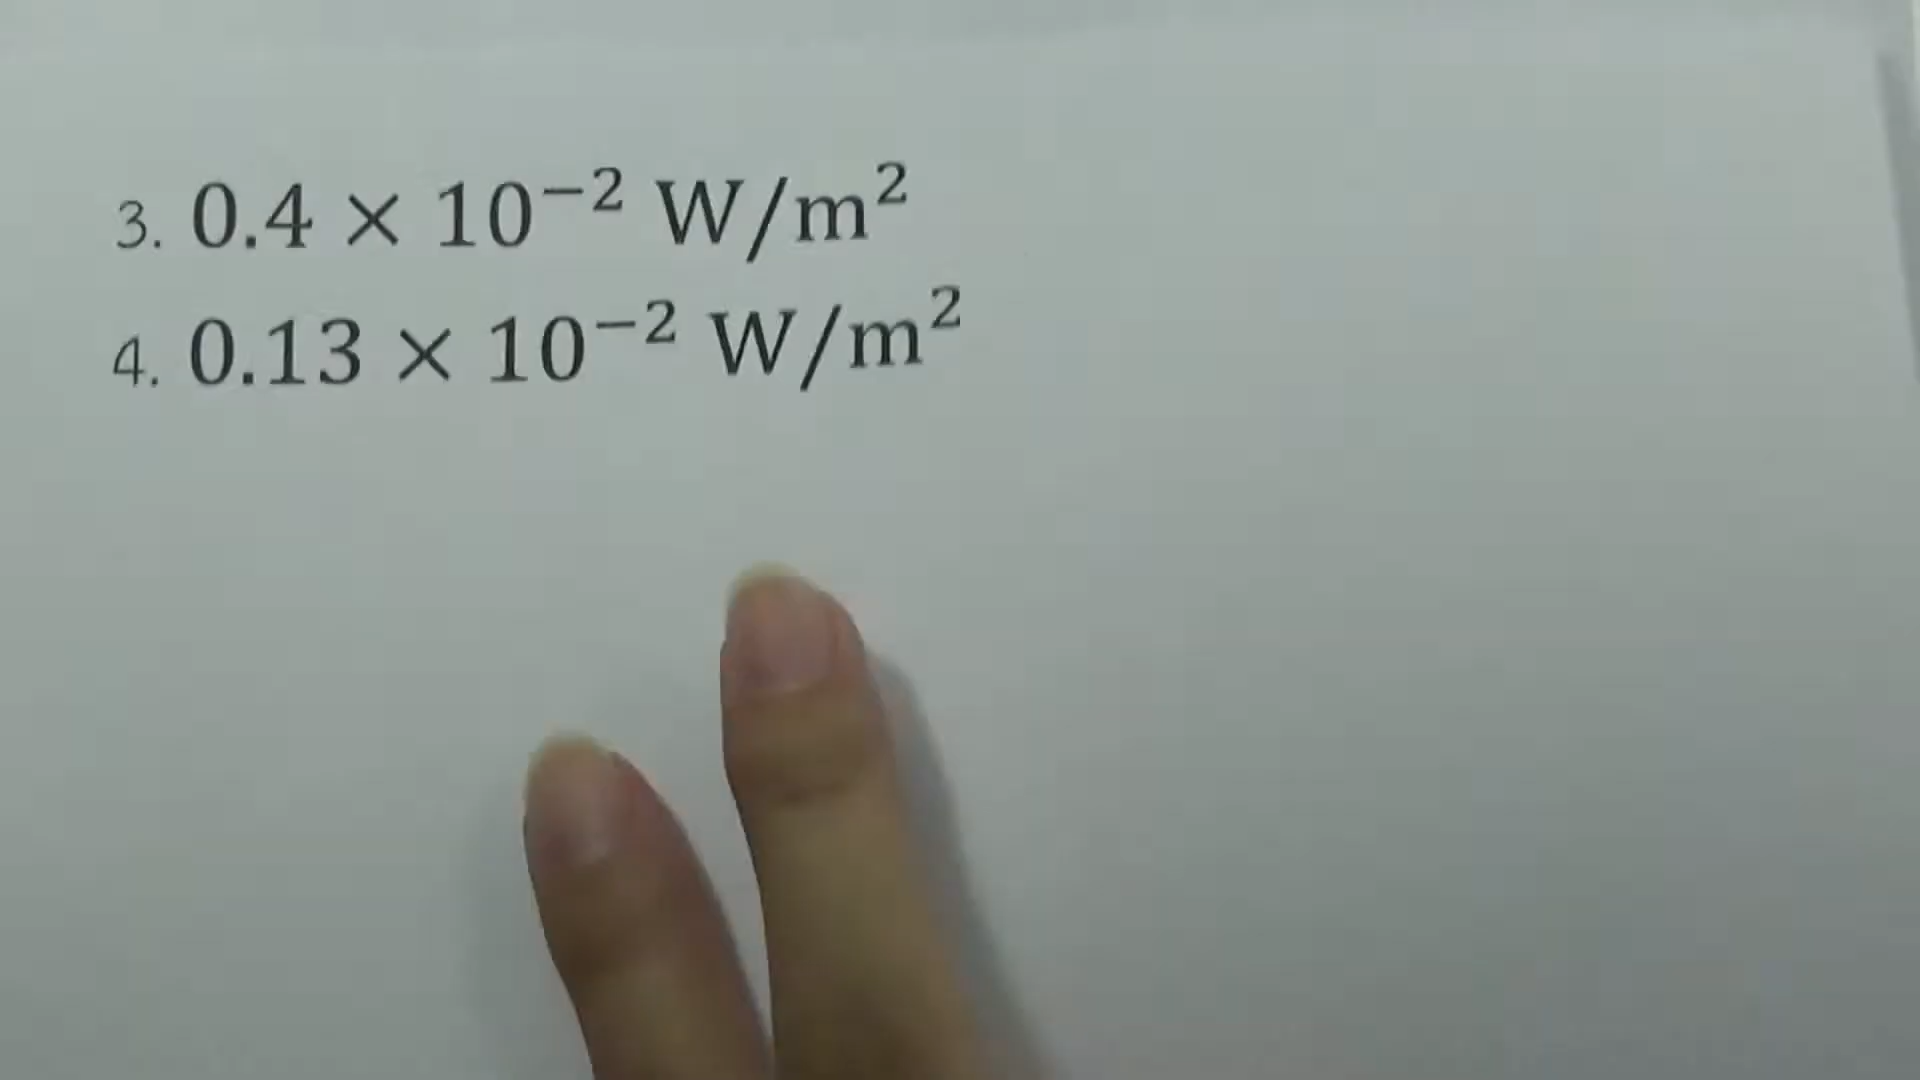 3. 0.4 × 10⁻² W/m²
4. 0.13 × 10⁻² W/m²